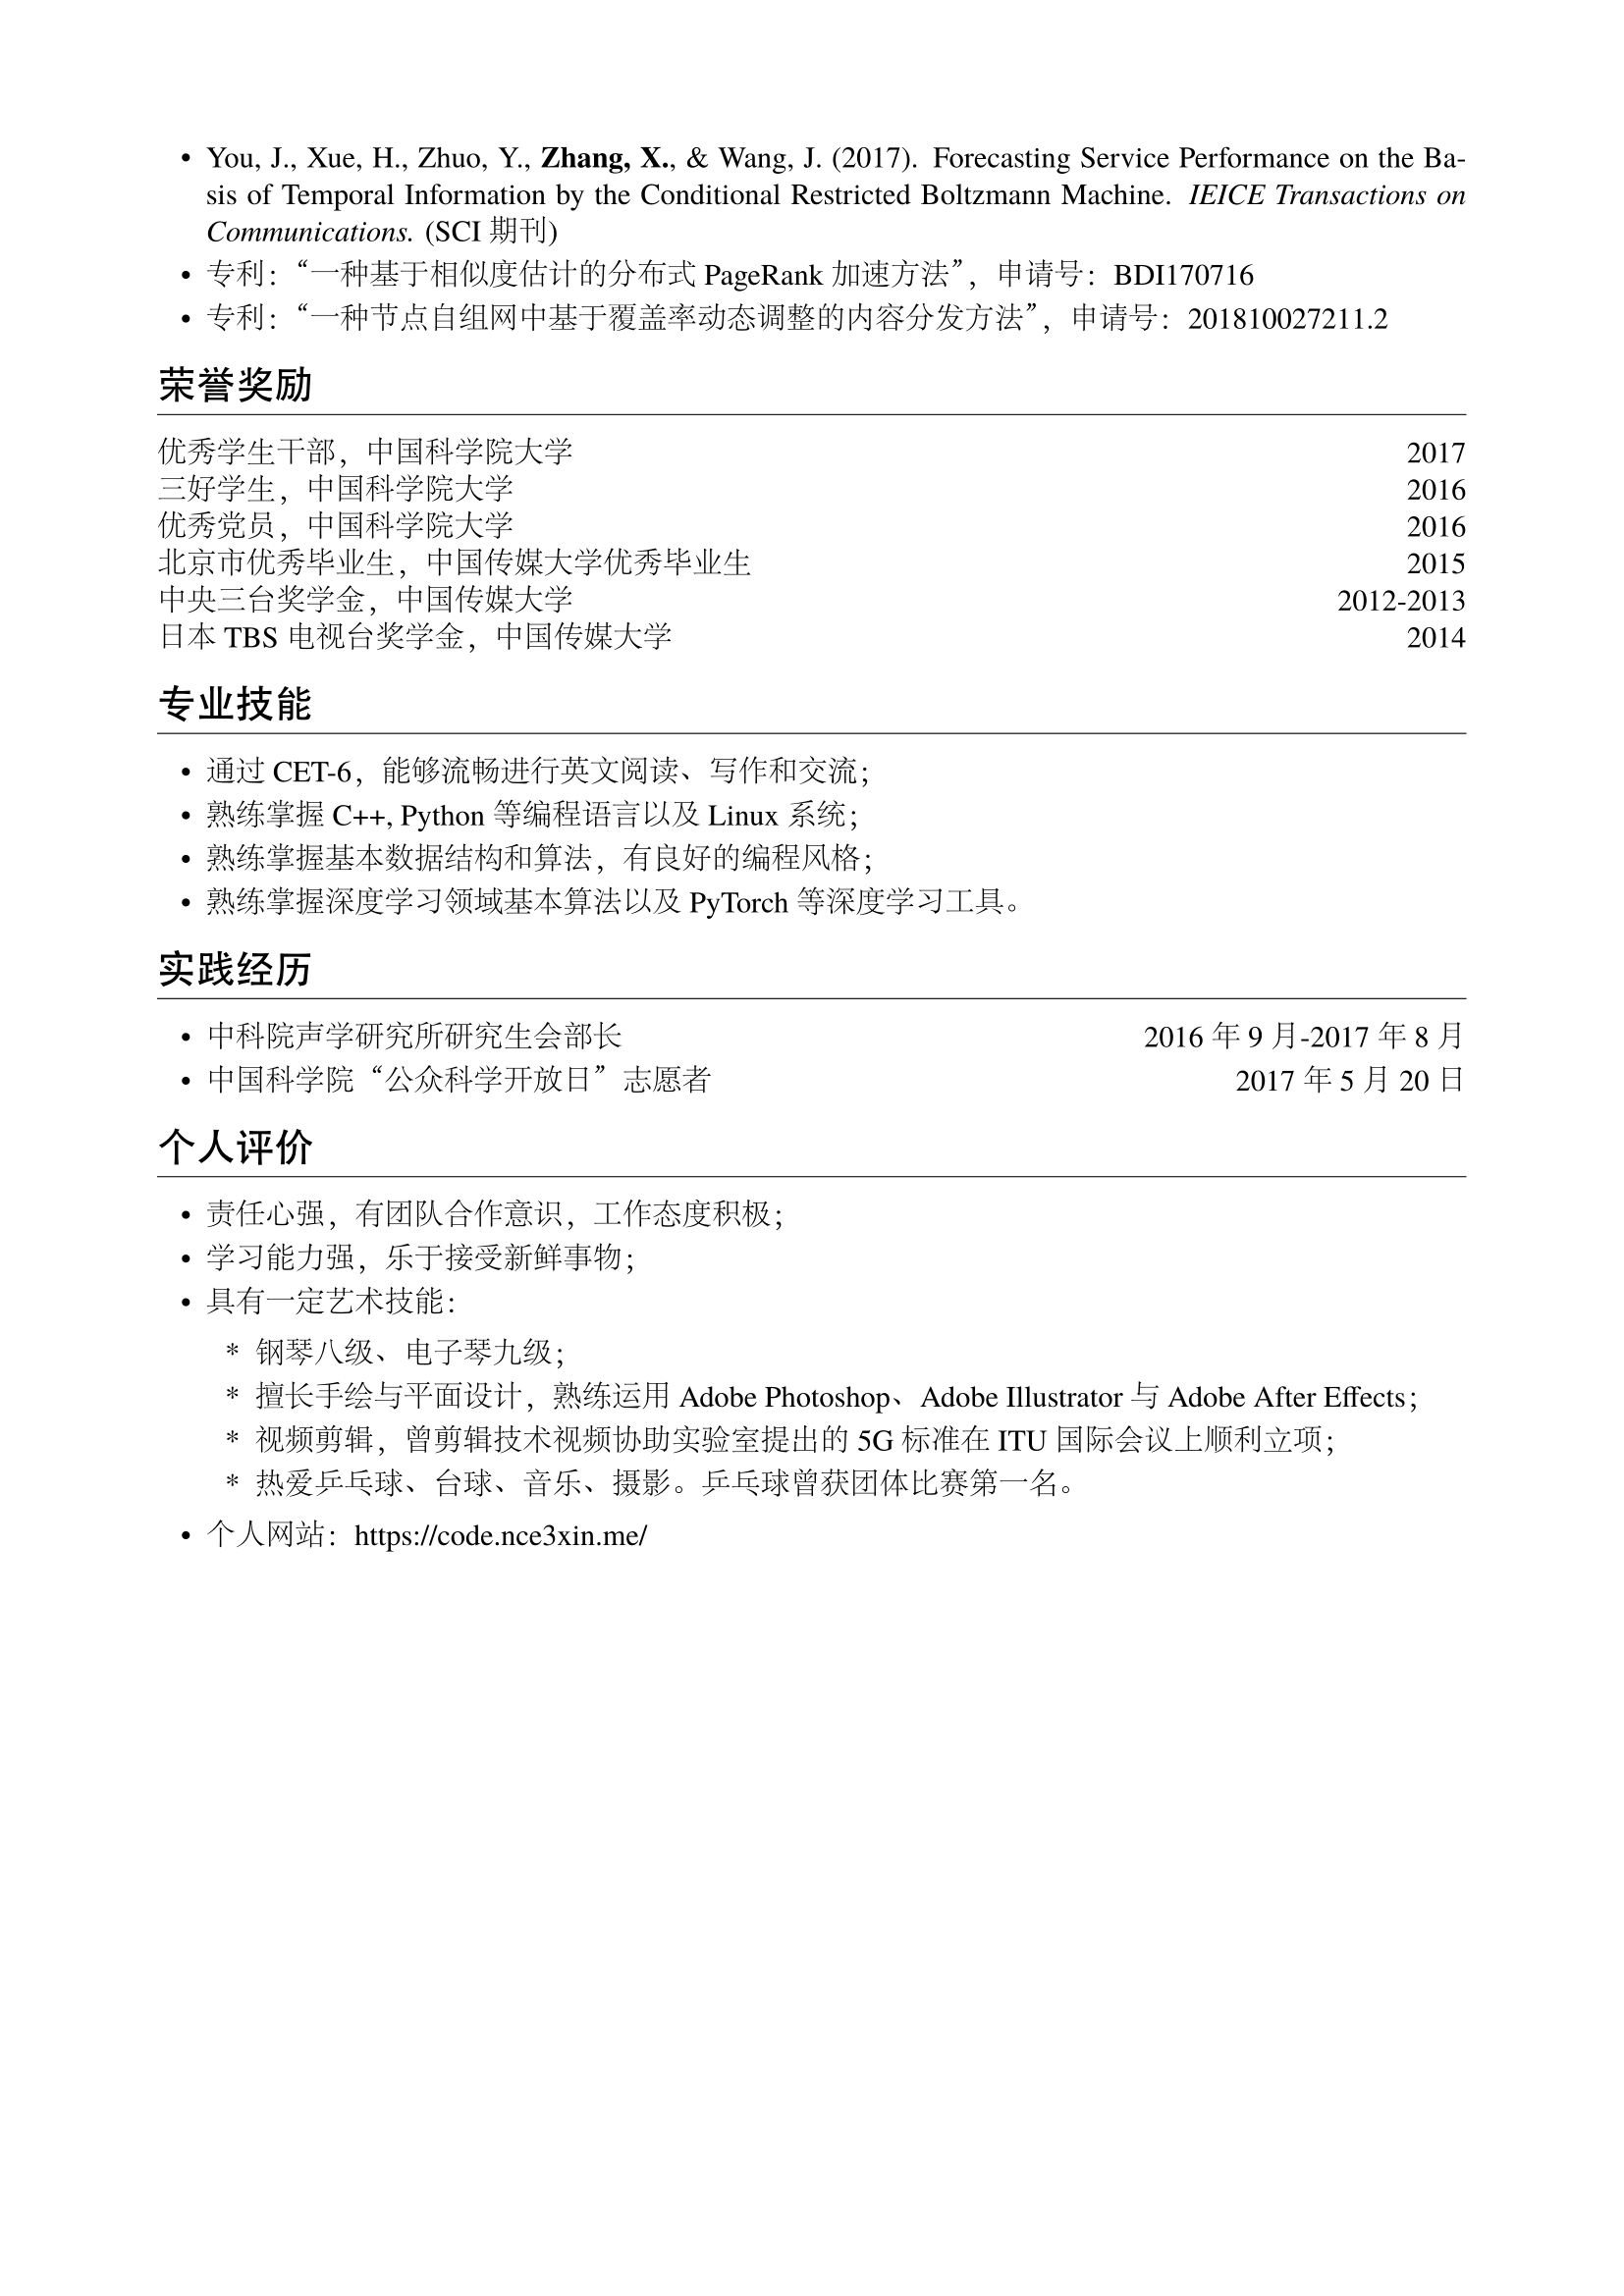 • You, J., Xue, H., Zhuo, Y., Zhang, X., & Wang, J. (2017). Forecasting Service Performance on the Ba-
sis of Temporal Information by the Conditional Restricted Boltzmann Machine. IEICE Transactions on
Communications. (SCI 期刊)
• 专利：“一种基于相似度估计的分布式 PageRank 加速方法”，申请号：BDI170716
• 专利：“一种节点自组网中基于覆盖率动态调整的内容分发方法”，申请号：201810027211.2
荣誉奖励
优秀学生干部，中国科学院大学 2017
三好学生，中国科学院大学 2016
优秀党员，中国科学院大学 2016
北京市优秀毕业生，中国传媒大学优秀毕业生 2015
中央三台奖学金，中国传媒大学 2012-2013
日本 TBS 电视台奖学金，中国传媒大学 2014
专业技能
• 通过 CET-6，能够流畅进行英文阅读、写作和交流；
• 熟练掌握 C++, Python 等编程语言以及 Linux 系统；
• 熟练掌握基本数据结构和算法，有良好的编程风格；
• 熟练掌握深度学习领域基本算法以及 PyTorch 等深度学习工具。
实践经历
• 中科院声学研究所研究生会部长 2016 年 9 月-2017 年 8 月
• 中国科学院“公众科学开放日”志愿者 2017 年 5 月 20 日
个人评价
• 责任心强，有团队合作意识，工作态度积极；
• 学习能力强，乐于接受新鲜事物；
• 具有一定艺术技能：
* 钢琴八级、电子琴九级；
* 擅长手绘与平面设计，熟练运用 Adobe Photoshop、Adobe Illustrator 与 Adobe After Effects；
* 视频剪辑，曾剪辑技术视频协助实验室提出的 5G 标准在 ITU 国际会议上顺利立项；
* 热爱乒乓球、台球、音乐、摄影。乒乓球曾获团体比赛第一名。
• 个人网站：https://code.nce3xin.me/